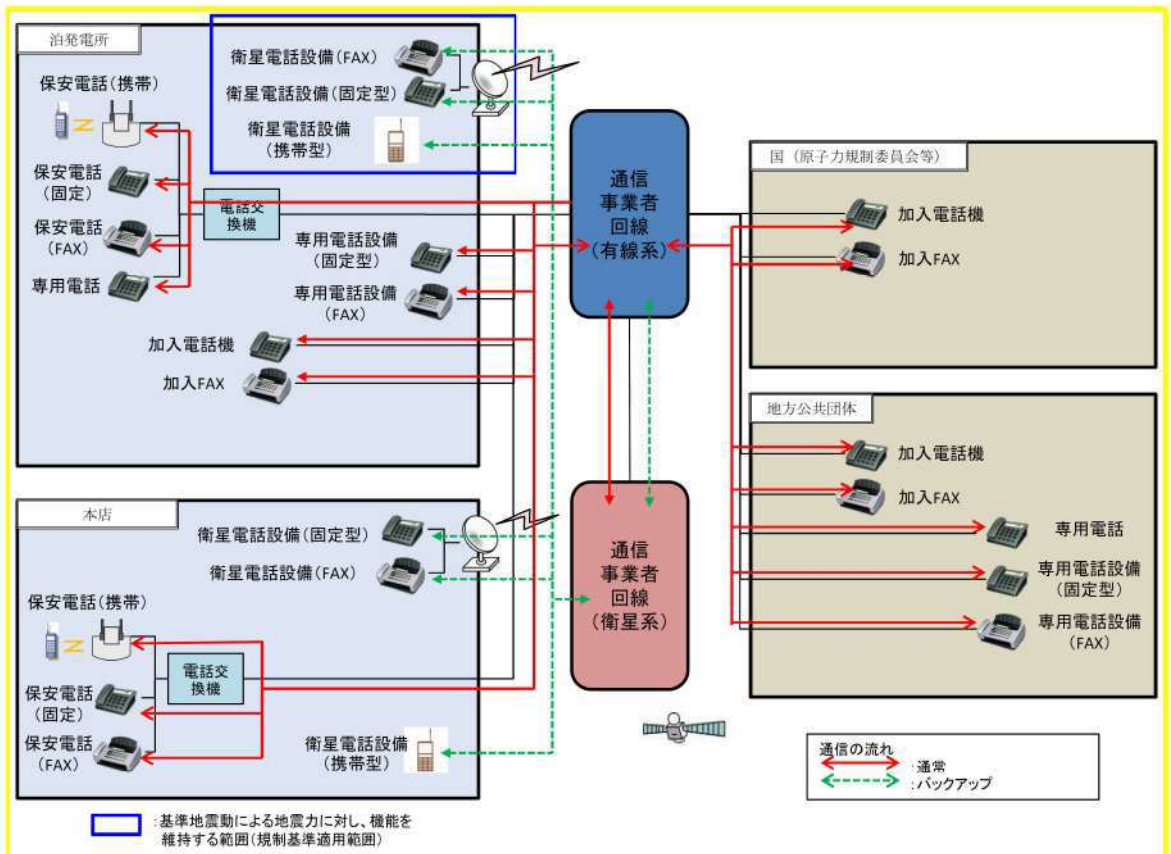 泊発電所
衛星電話設備(FAX)
保安電話(携帯)
衛星電話設備(固定型)
衛星電話設備
(携帯型)
保安電話
(固定)
電話交
換機
保安電話
(FAX)
専用電話設備
(固定型)
専用電話
専用電話設備
(FAX)
加入電話機
加入FAX
通信
事業者
回線
(有線系)
国（原子力規制委員会等）
加入電話機
加入FAX
地方公共団体
加入電話機
加入FAX
専用電話
専用電話設備
(固定型)
専用電話設備
(FAX)
本店
衛星電話設備(固定型)
衛星電話設備(FAX)
保安電話(携帯)
電話交
換機
保安電話
(固定)
保安電話
(FAX)
衛星電話設備
(携帯型)
通信
事業者
回線
(衛星系)
通信の流れ
:通常
:バックアップ
:基準地震動による地震力に対し、機能を
維持する範囲(規制基準適用範囲)